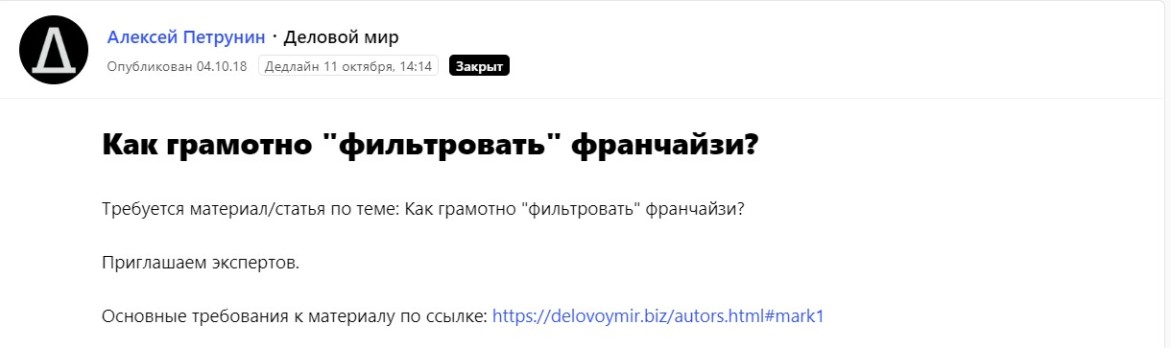 Алексей Петрунин · Деловой мир
Опубликован 04.10.18 Дедлайн 11 октября, 14:14 Закрыт
Как грамотно "фильтровать" франчайзи?
Требуется материал/статья по теме: Как грамотно "фильтровать" франчайзи?
Приглашаем экспертов.
Основные требования к материалу по ссылке: https://delovoymir.biz/autors.html#mark1